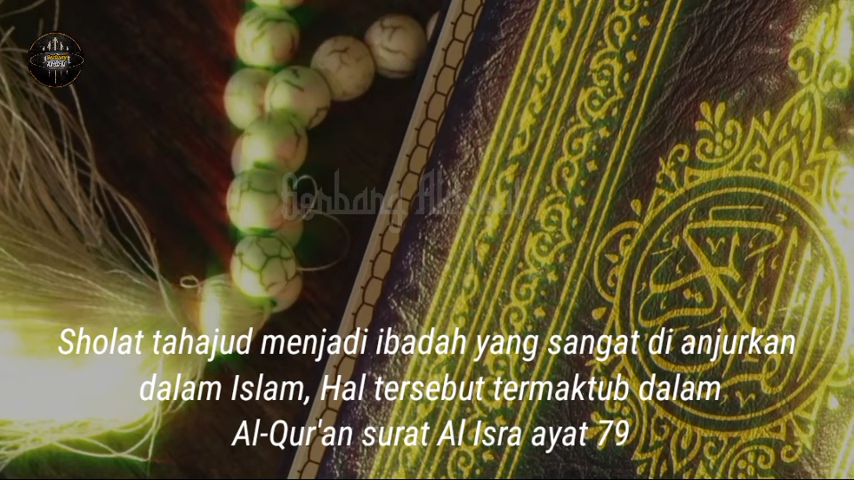 Sholat tahajud menjadi ibadah yang sangat di anjurkan
dalam Islam, Hal tersebut termaktub dalam
Al-Qur'an surat Al Isra ayat 79